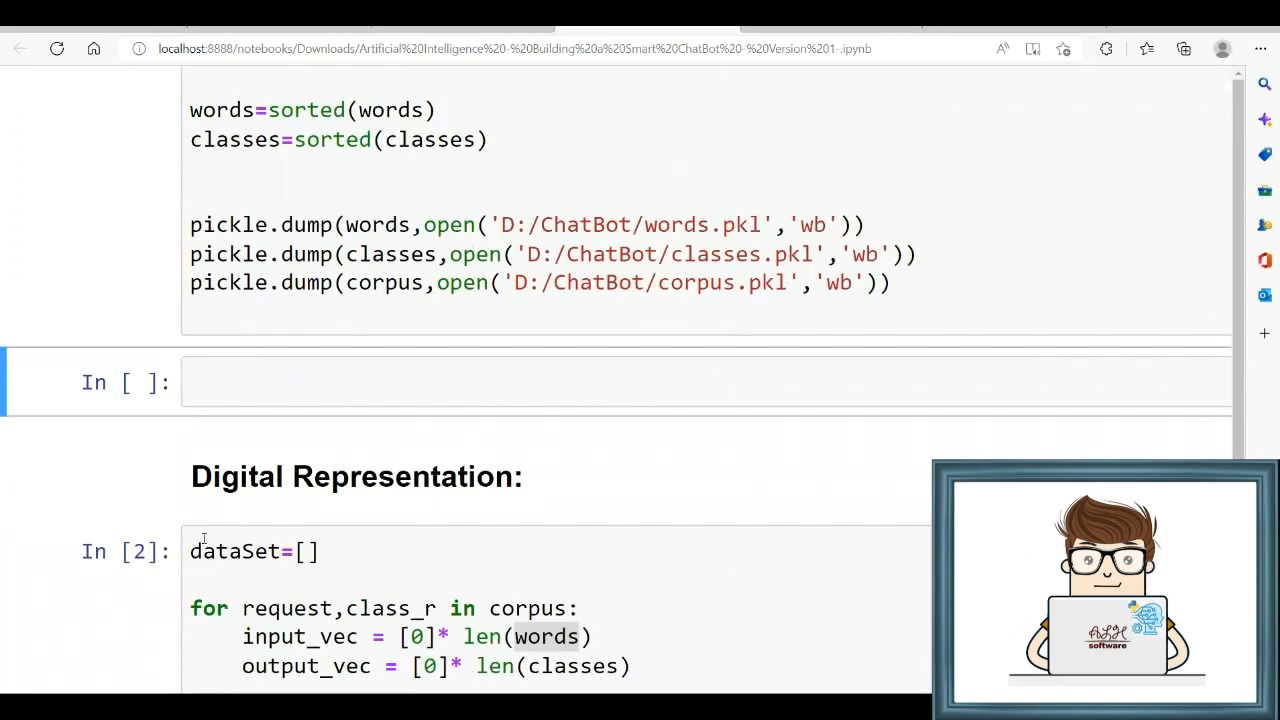 localhost:8888/notebooks/Downloads/Artificial%20Intelligence%20-%20Building%20a%20Smart%20ChatBot%20-%20Version%201-.ipynb
words=sorted(words)
classes=sorted(classes)
pickle.dump(words,open('D:/ChatBot/words.pkl','wb'))
pickle.dump(classes,open('D:/ChatBot/classes.pkl','wb'))
pickle.dump(corpus,open('D:/ChatBot/corpus.pkl','wb'))
In [ ]:
Digital Representation:
In [2]:
dataSet=[]
for request,class_r in corpus:
input_vec = [0]* len(words)
output_vec = [0]* len(classes)
software